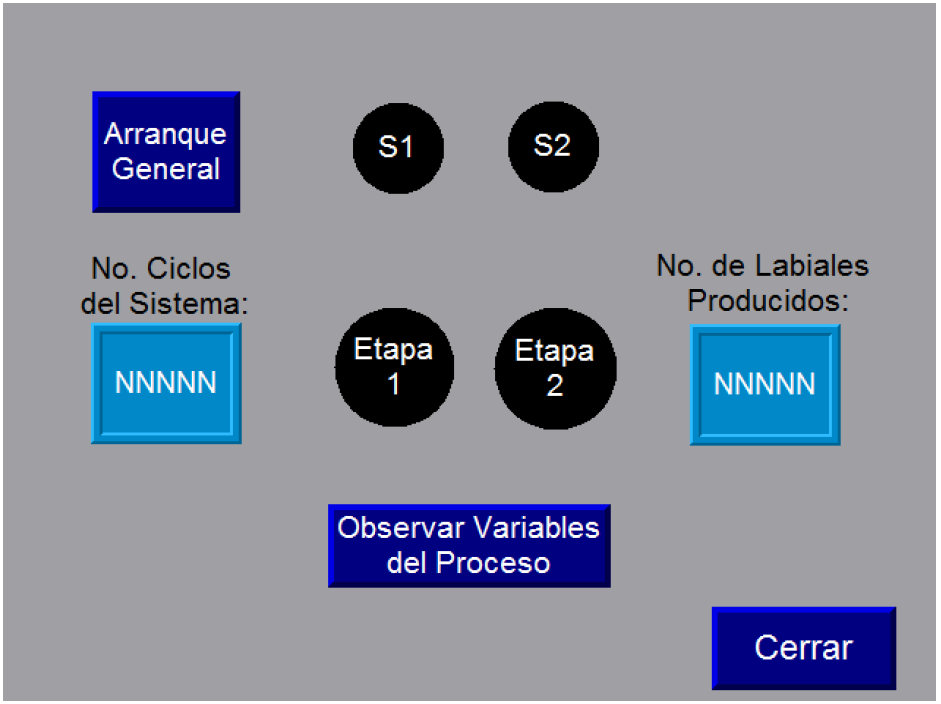 Arranque
General
S1
S2
No. Ciclos
del Sistema:
No. de Labiales
Producidos:
NNNNN
Etapa
1
Etapa
2
NNNNN
Observar Variables
del Proceso
Cerrar